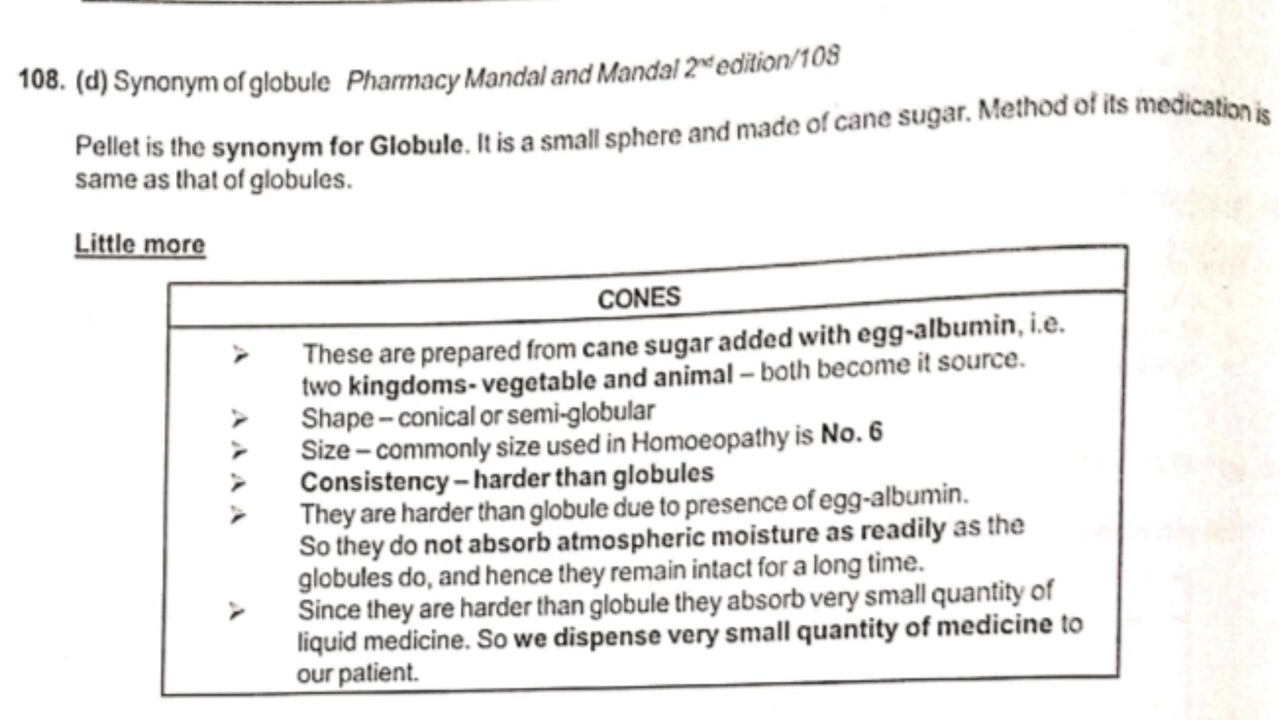 108. (d) Synonym of globule Pharmacy Mandal and Mandal 2nd edition/108
Pellet is the synonym for Globule. It is a small sphere and made of cane sugar. Method of its medication is
same as that of globules.
Little more
CONES
➢ These are prepared from cane sugar added with egg-albumin, i.e.
two kingdoms- vegetable and animal – both become it source.
➢ Shape – conical or semi-globular
➢ Size – commonly size used in Homoeopathy is No. 6
➢ Consistency – harder than globules
➢ They are harder than globule due to presence of egg-albumin.
So they do not absorb atmospheric moisture as readily as the
globules do, and hence they remain intact for a long time.
➢ Since they are harder than globule they absorb very small quantity of
liquid medicine. So we dispense very small quantity of medicine to
our patient.